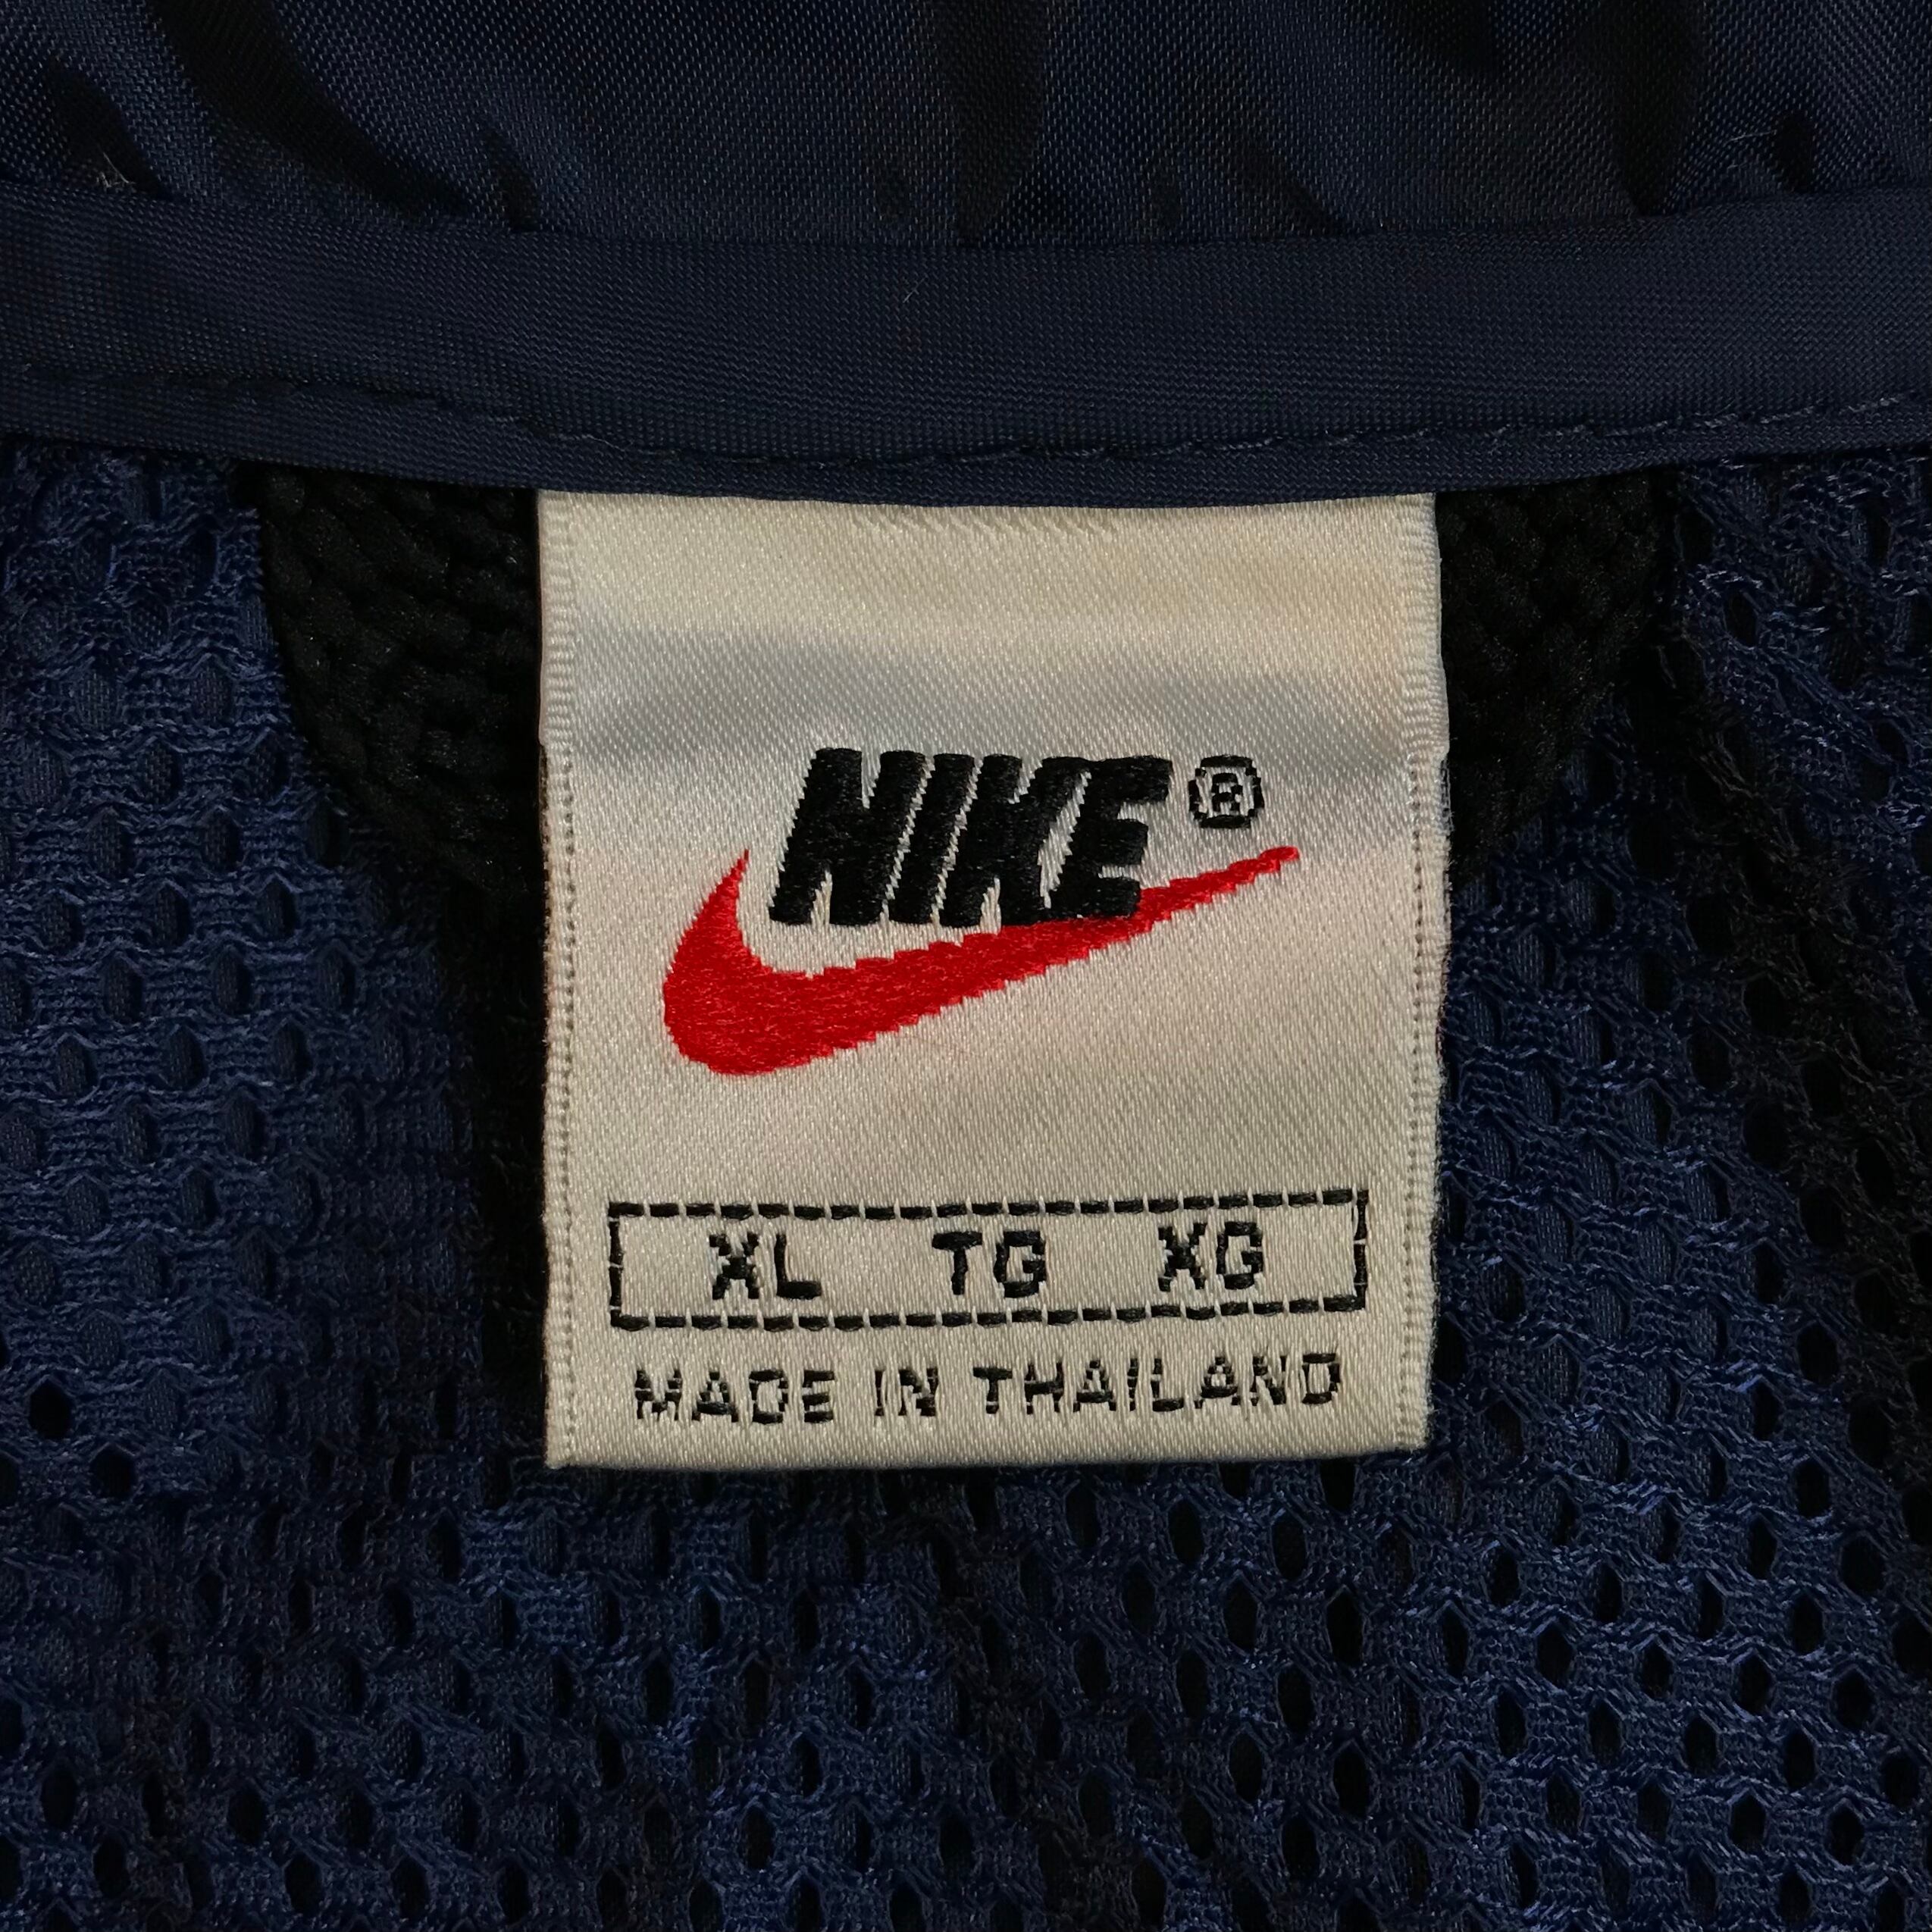 NIKE®
XL TG XG
MADE IN THAILAND